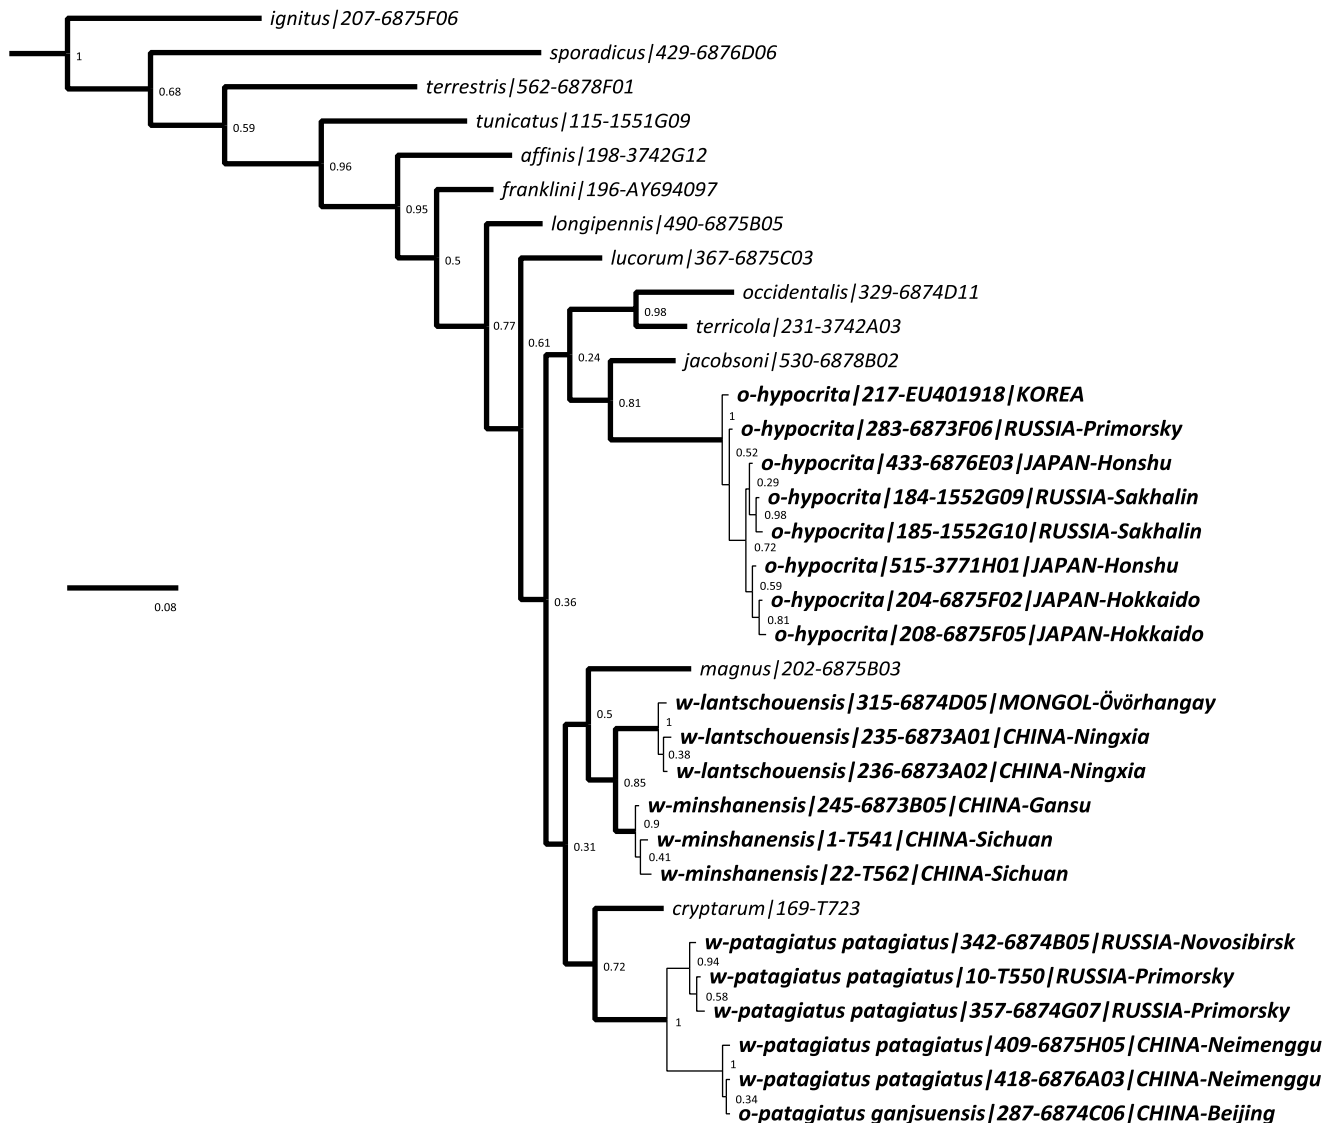 ignitus|207-6875F06
1
sporadicus|429-6876D06
0.68
terrestris|562-6878F01
0.59
tunicatus|115-1551G09
0.96
affinis|198-3742G12
0.95
franklini|196-AY694097
0.5
longipennis|490-6875B05
0.77
lucorum|367-6875C03
0.61
occidentalis|329-6874D11
0.98
terricola|231-3742A03
0.24
jacobsoni|530-6878B02
0.81
o-hypocrita|217-EU401918|KOREA
1
o-hypocrita|283-6873F06|RUSSIA-Primorsky
0.52
o-hypocrita|433-6876E03|JAPAN-Honshu
0.29
o-hypocrita|184-1552G09|RUSSIA-Sakhalin
0.98
o-hypocrita|185-1552G10|RUSSIA-Sakhalin
0.72
o-hypocrita|515-3771H01|JAPAN-Honshu
0.59
o-hypocrita|204-6875F02|JAPAN-Hokkaido
0.08
0.36
0.81
o-hypocrita|208-6875F05|JAPAN-Hokkaido
magnus|202-6875B03
w-lantschouensis|315-6874D05|MONGOL-Övörhangay
0.5
1
w-lantschouensis|235-6873A01|CHINA-Ningxia
0.38
w-lantschouensis|236-6873A02|CHINA-Ningxia
0.85
w-minshanensis|245-6873B05|CHINA-Gansu
0.9
w-minshanensis|1-T541|CHINA-Sichuan
0.31
0.41
w-minshanensis|22-T562|CHINA-Sichuan
cryptarum|169-T723
w-patagiatus patagiatus|342-6874B05|RUSSIA-Novosibirsk
0.72
0.94
w-patagiatus patagiatus|10-T550|RUSSIA-Primorsky
0.58
w-patagiatus patagiatus|357-6874G07|RUSSIA-Primorsky
1
w-patagiatus patagiatus|409-6875H05|CHINA-Neimenggu
1
w-patagiatus patagiatus|418-6876A03|CHINA-Neimenggu
0.34
o-patagiatus ganjsuensis|287-6874C06|CHINA-Beijing